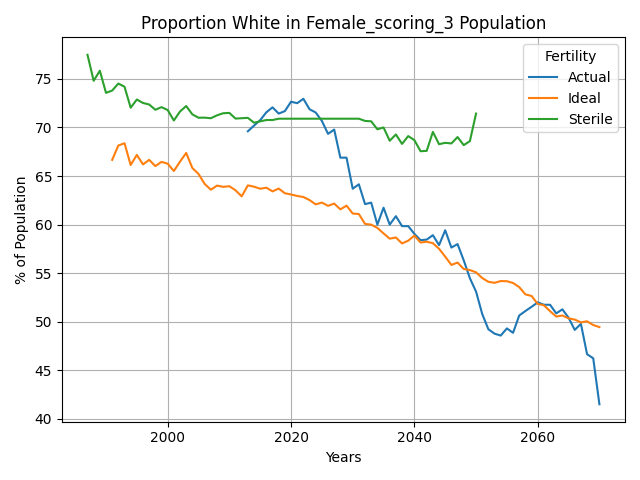 Proportion White in Female_scoring_3 Population
Fertility
Actual
Ideal
Sterile
% of Population
75
70
65
60
55
50
45
40
2000
2020
2040
2060
Years